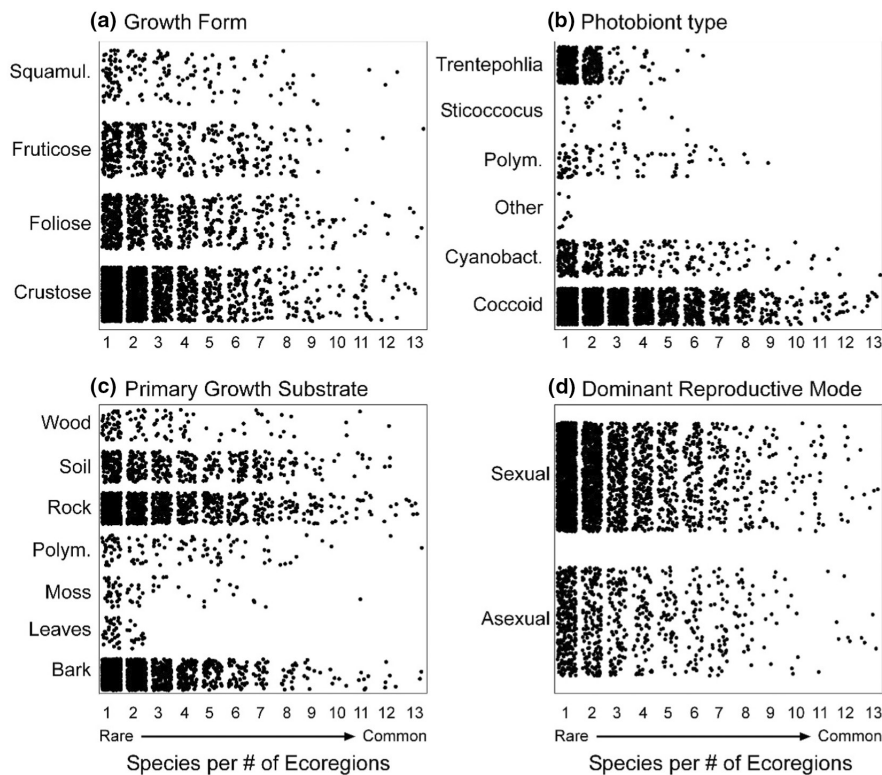 (a) Growth Form
Squamul.
Fruticose
Foliose
Crustose
1 2 3 4 5 6 7 8 9 10 11 12 13
(b) Photobiont type
Trentepohlia
Sticoccocus
Polym.
Other
Cyanobact.
Coccoid
1 2 3 4 5 6 7 8 9 10 11 12 13
(c) Primary Growth Substrate
Wood
Soil
Rock
Polym.
Moss
Leaves
Bark
1 2 3 4 5 6 7 8 9 10 11 12 13
Rare Common
Species per # of Ecoregions
(d) Dominant Reproductive Mode
Sexual
Asexual
1 2 3 4 5 6 7 8 9 10 11 12 13
Rare Common
Species per # of Ecoregions